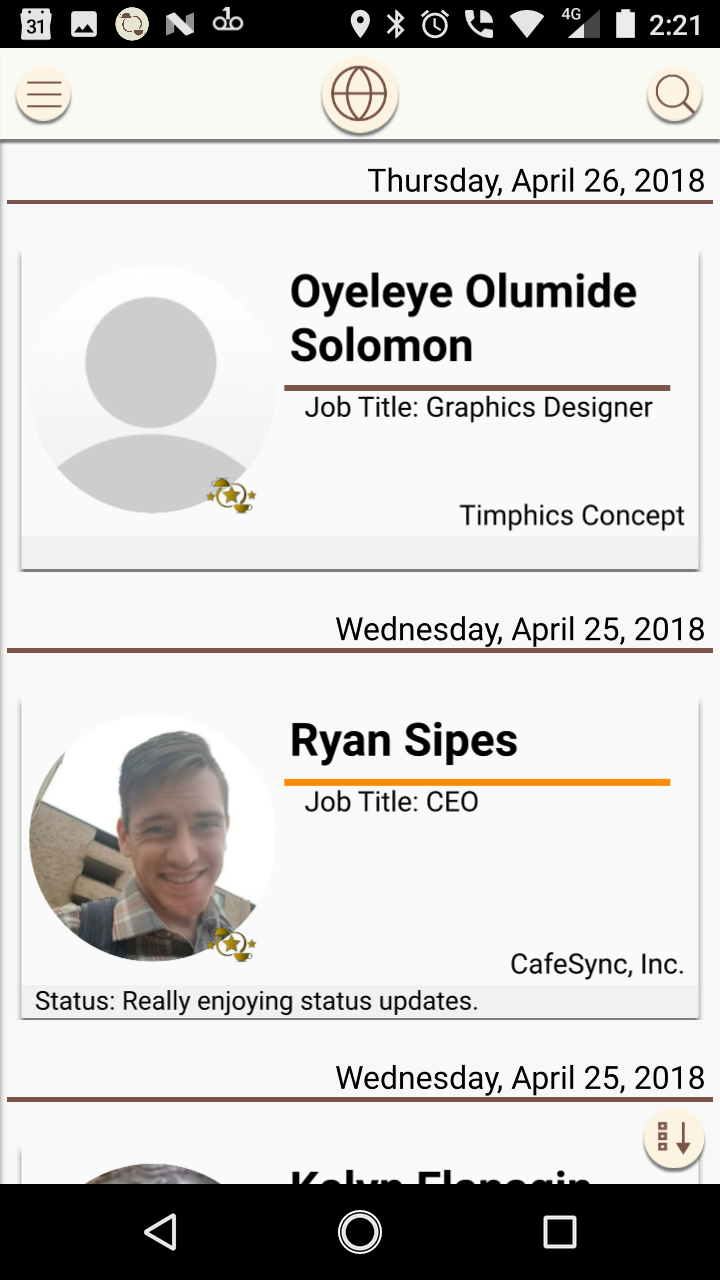 31
4G
2:21
Thursday, April 26, 2018
Oyeleye Olumide
Solomon
Job Title: Graphics Designer
Timphics Concept
Wednesday, April 25, 2018
Ryan Sipes
Job Title: CEO
CafeSync, Inc.
Status: Really enjoying status updates.
Wednesday, April 25, 2018